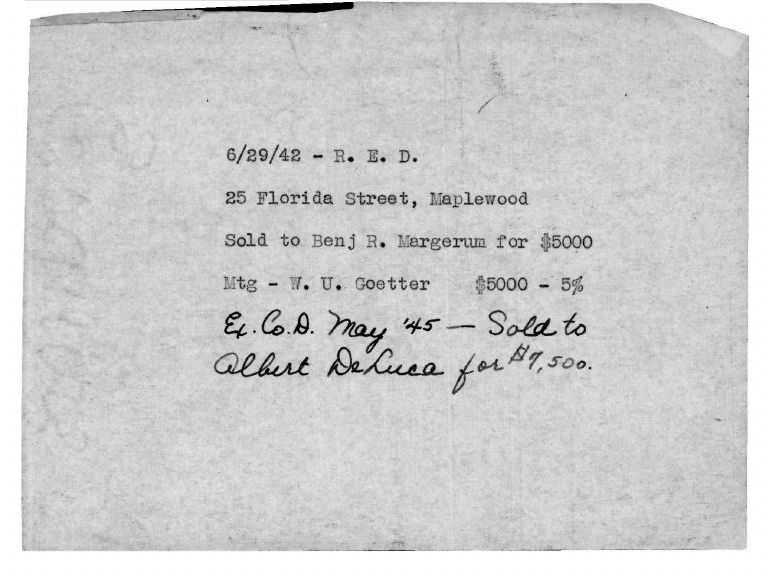 6/29/42 - R. E. D.
25 Florida Street, Maplewood
Sold to Benj R. Margerum for $5000
Mtg - W. U. Goetter $5000 - 5%
Ex. Co. D. May '45 — Sold to
Albert DeLuca for $7,500.